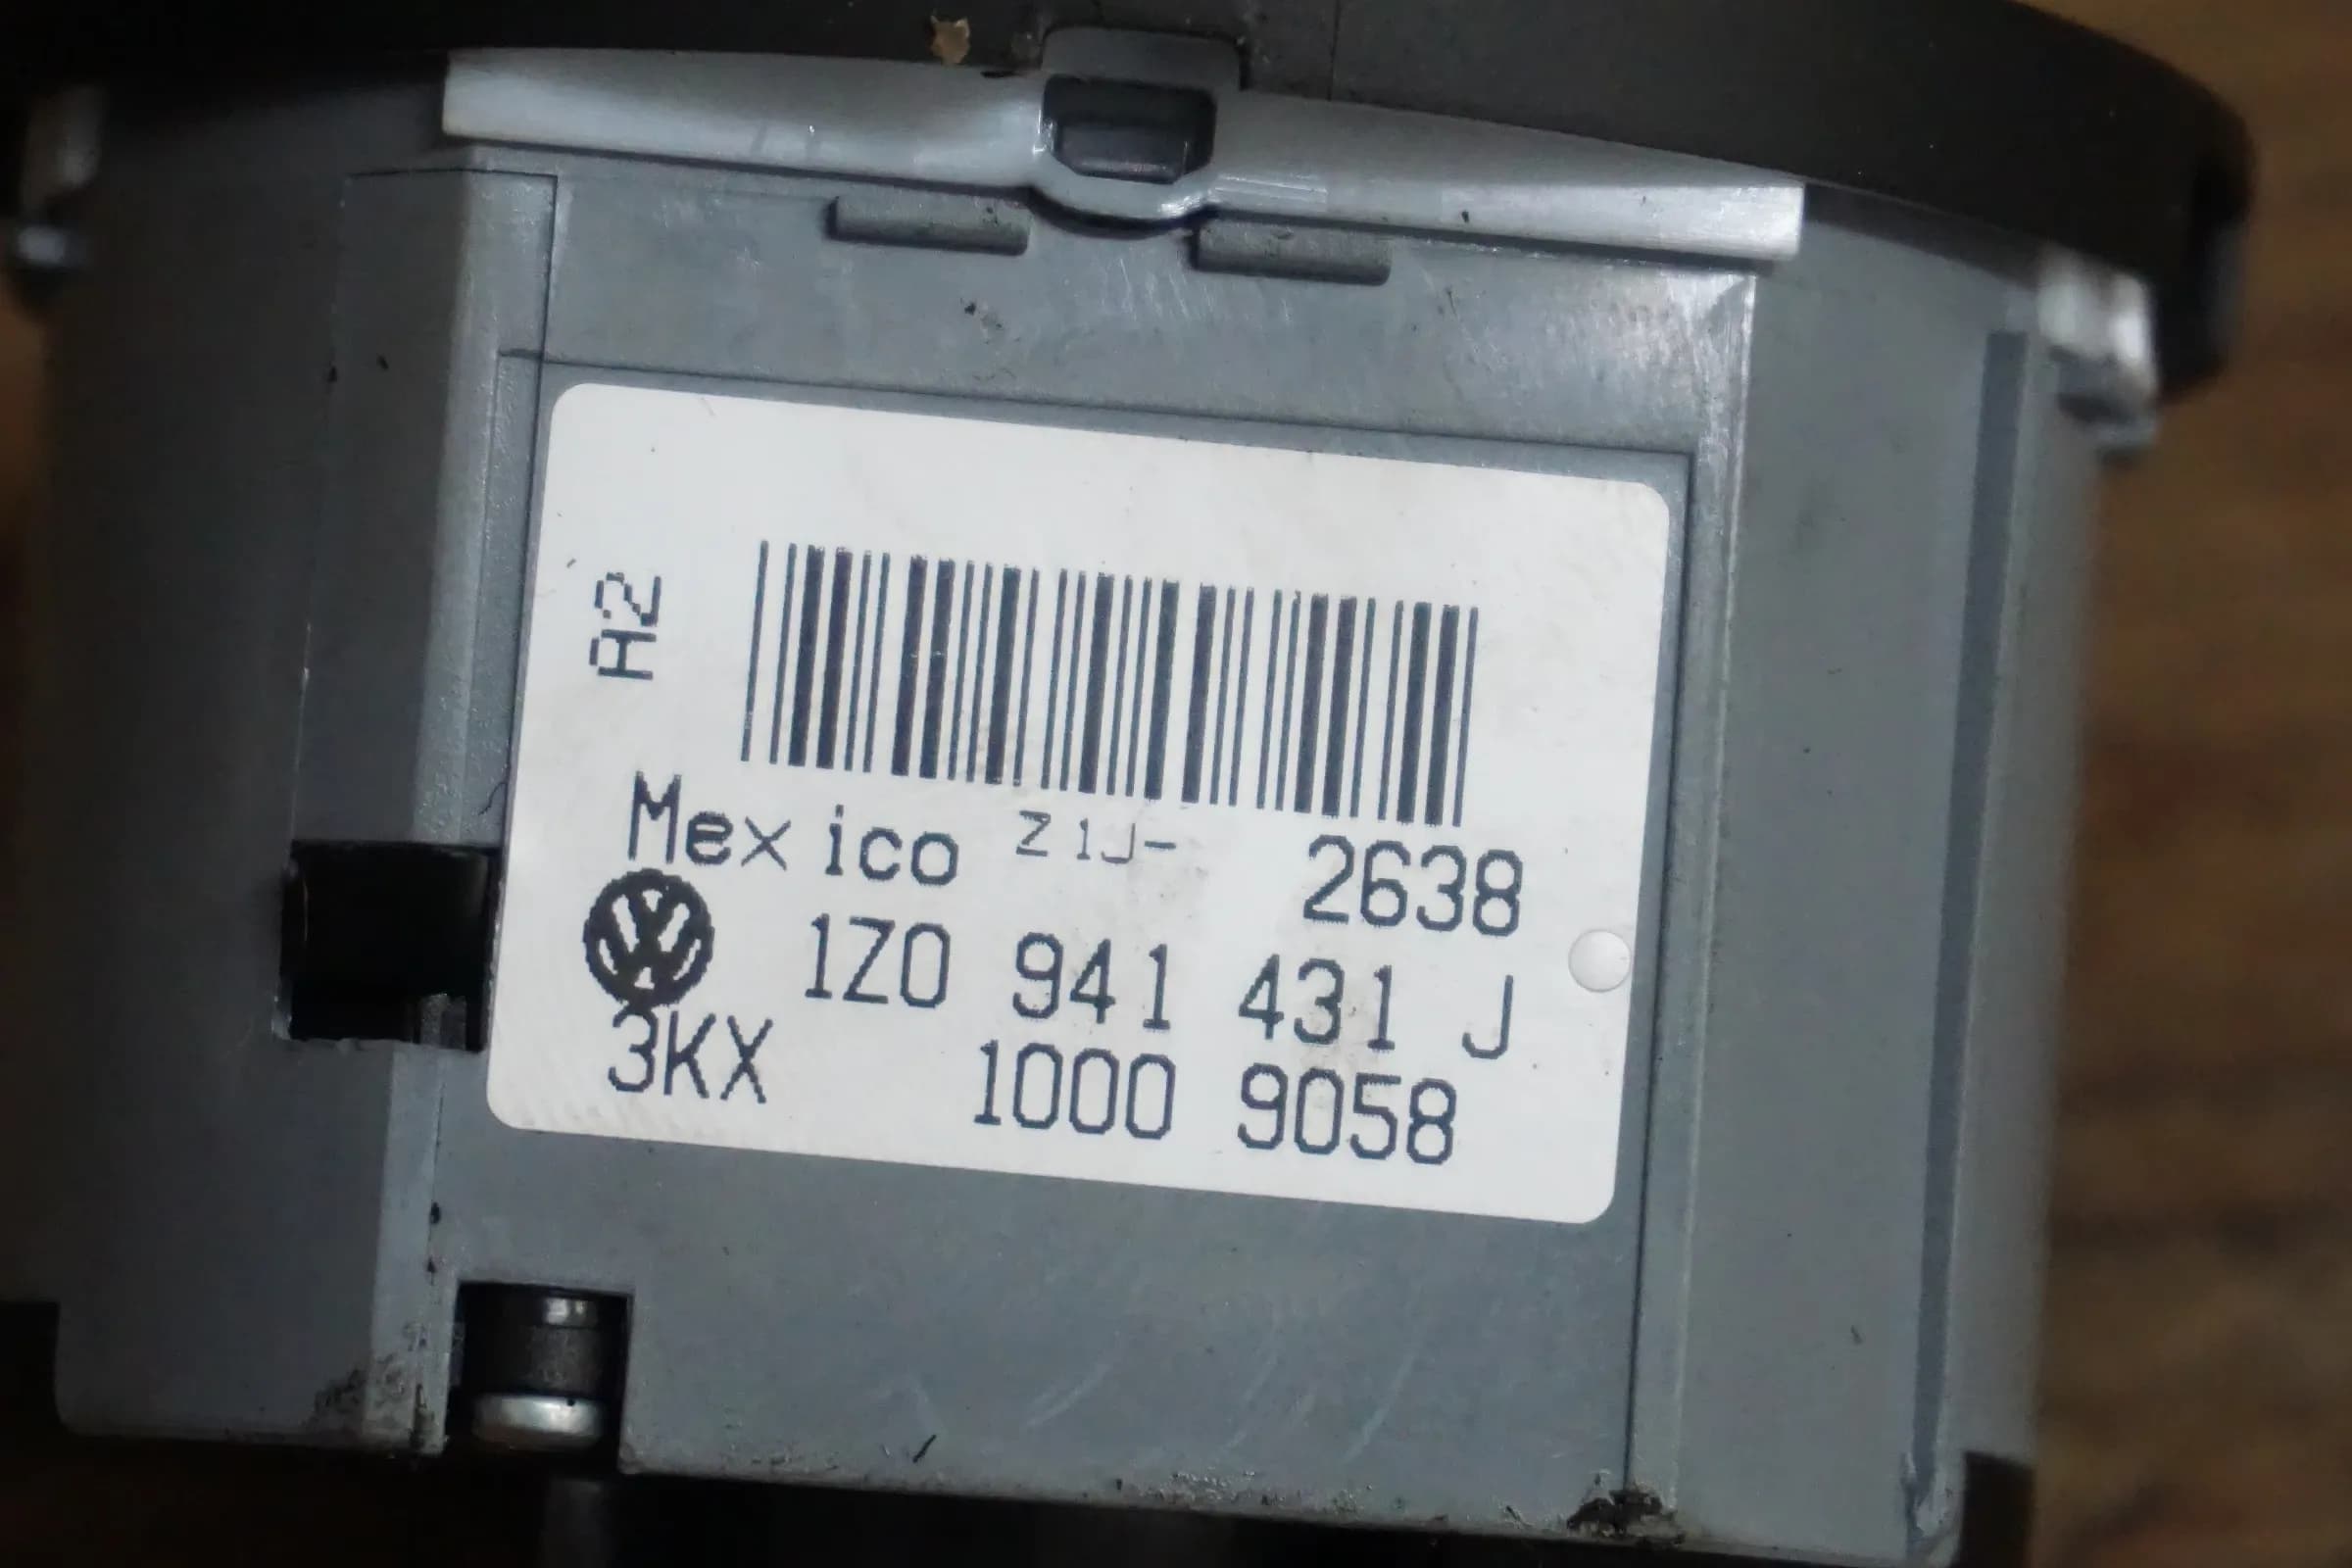 A2
Mexico Z1J- 2638
1Z0 941 431 J
3KX 1000 9058